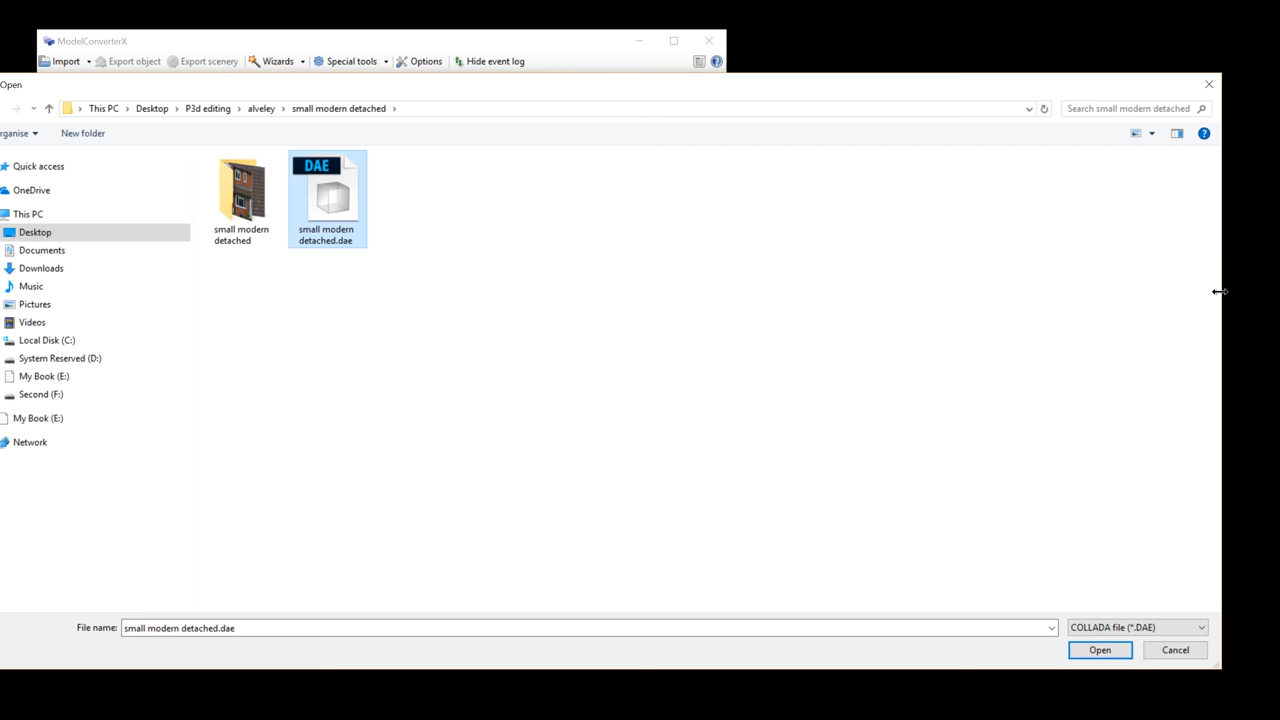 ModelConverterX
Import Export object Export scenery Wizards Special tools Options Hide event log
Open
This PC Desktop P3d editing alveley small modern detached Search small modern detached
rganise New folder
Quick access
OneDrive
This PC
Desktop
Documents
Downloads
Music
Pictures
Videos
Local Disk (C:)
System Reserved (D:)
My Book (E:)
Second (F:)
My Book (E:)
Network
small modern
detached
DAE
small modern
detached.dae
File name: small modern detached.dae COLLADA file (*.DAE)
Open Cancel